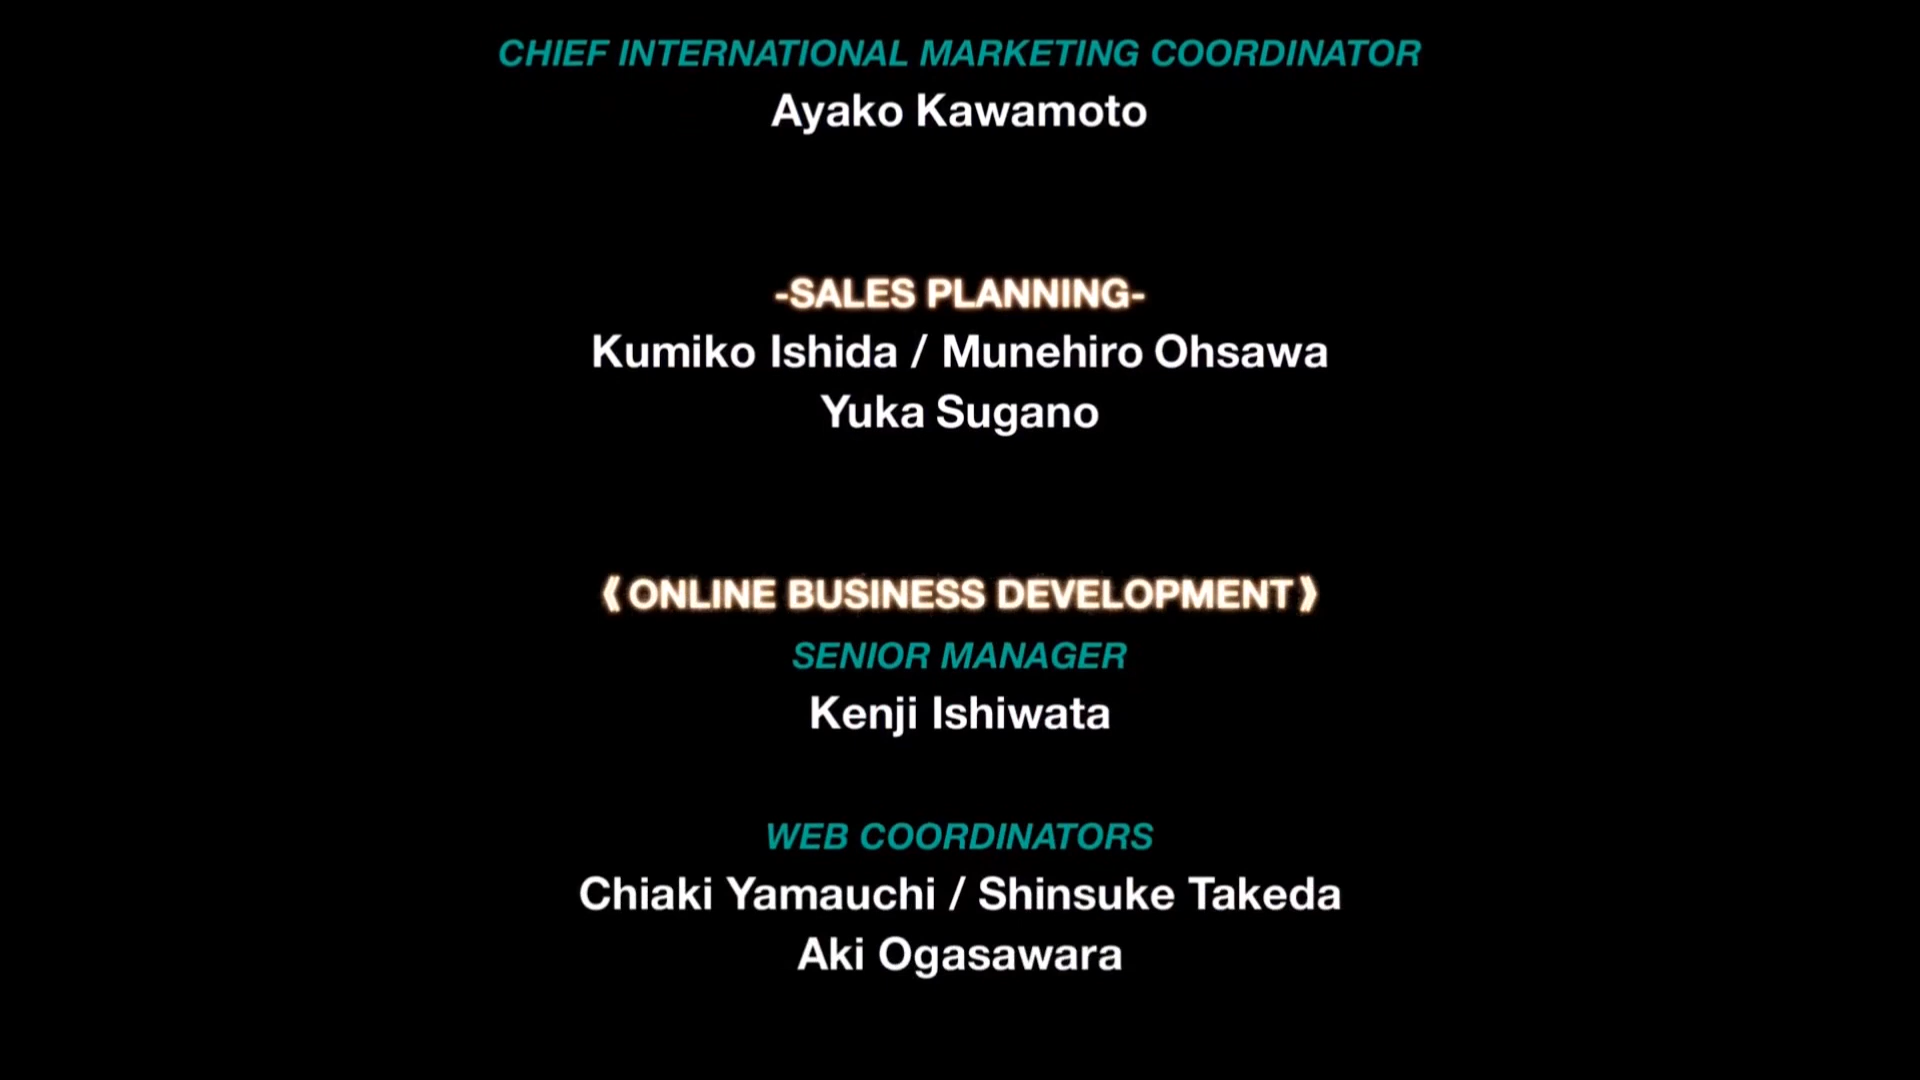 CHIEF INTERNATIONAL MARKETING COORDINATOR
Ayako Kawamoto
-SALES PLANNING-
Kumiko Ishida / Munehiro Ohsawa
Yuka Sugano
《ONLINE BUSINESS DEVELOPMENT》
SENIOR MANAGER
Kenji Ishiwata
WEB COORDINATORS
Chiaki Yamauchi / Shinsuke Takeda
Aki Ogasawara